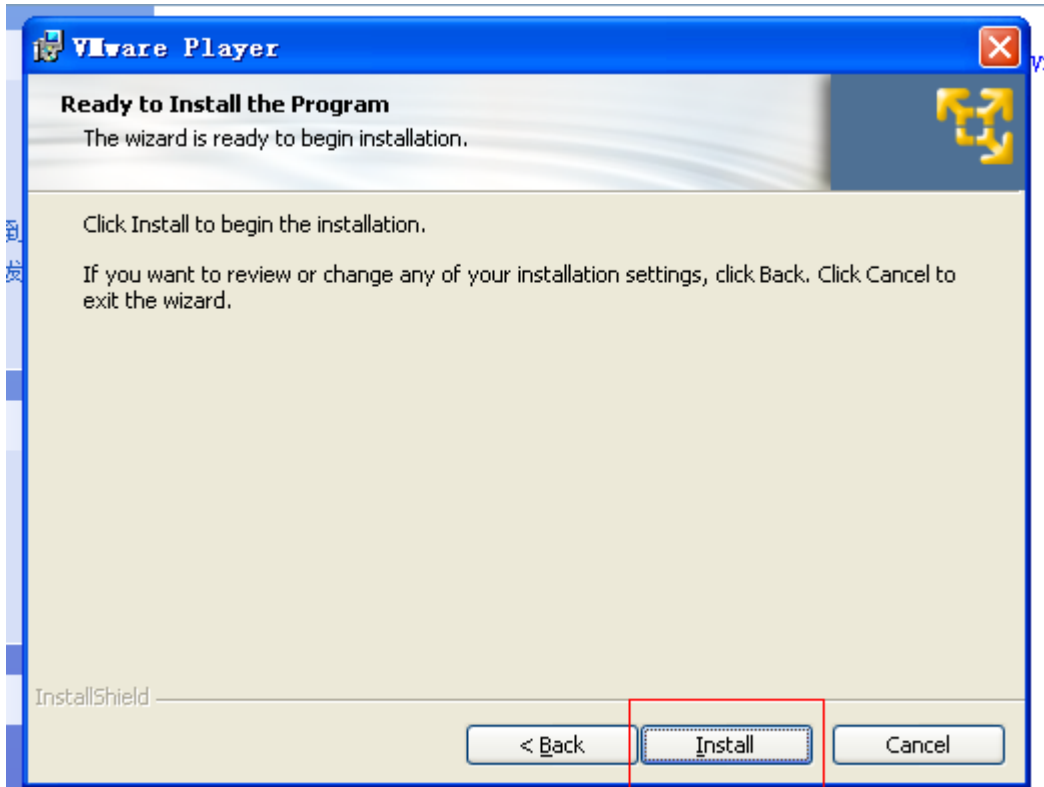 VMware Player
Ready to Install the Program
The wizard is ready to begin installation.
Click Install to begin the installation.
If you want to review or change any of your installation settings, click Back. Click Cancel to
exit the wizard.
InstallShield
< Back
Install
Cancel